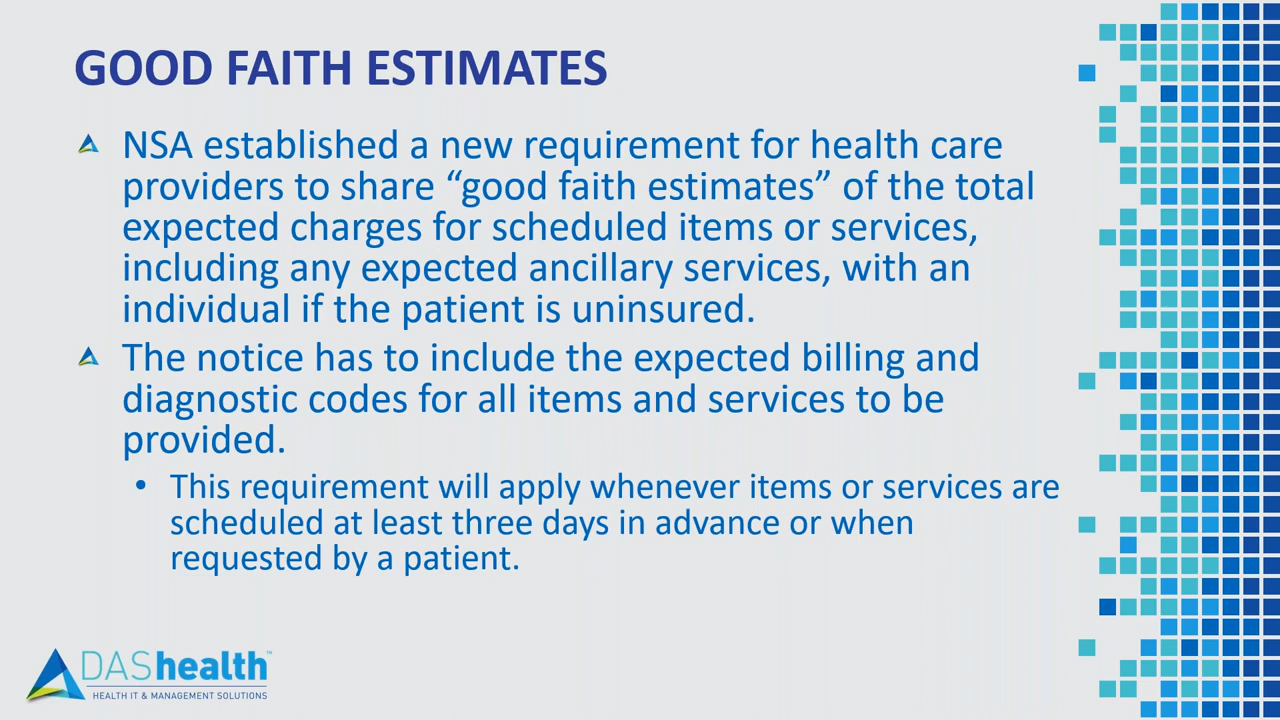 GOOD FAITH ESTIMATES
NSA established a new requirement for health care
providers to share “good faith estimates” of the total
expected charges for scheduled items or services,
including any expected ancillary services, with an
individual if the patient is uninsured.
The notice has to include the expected billing and
diagnostic codes for all items and services to be
provided.
• This requirement will apply whenever items or services are
scheduled at least three days in advance or when
requested by a patient.
DAShealth™
HEALTH IT & MANAGEMENT SOLUTIONS